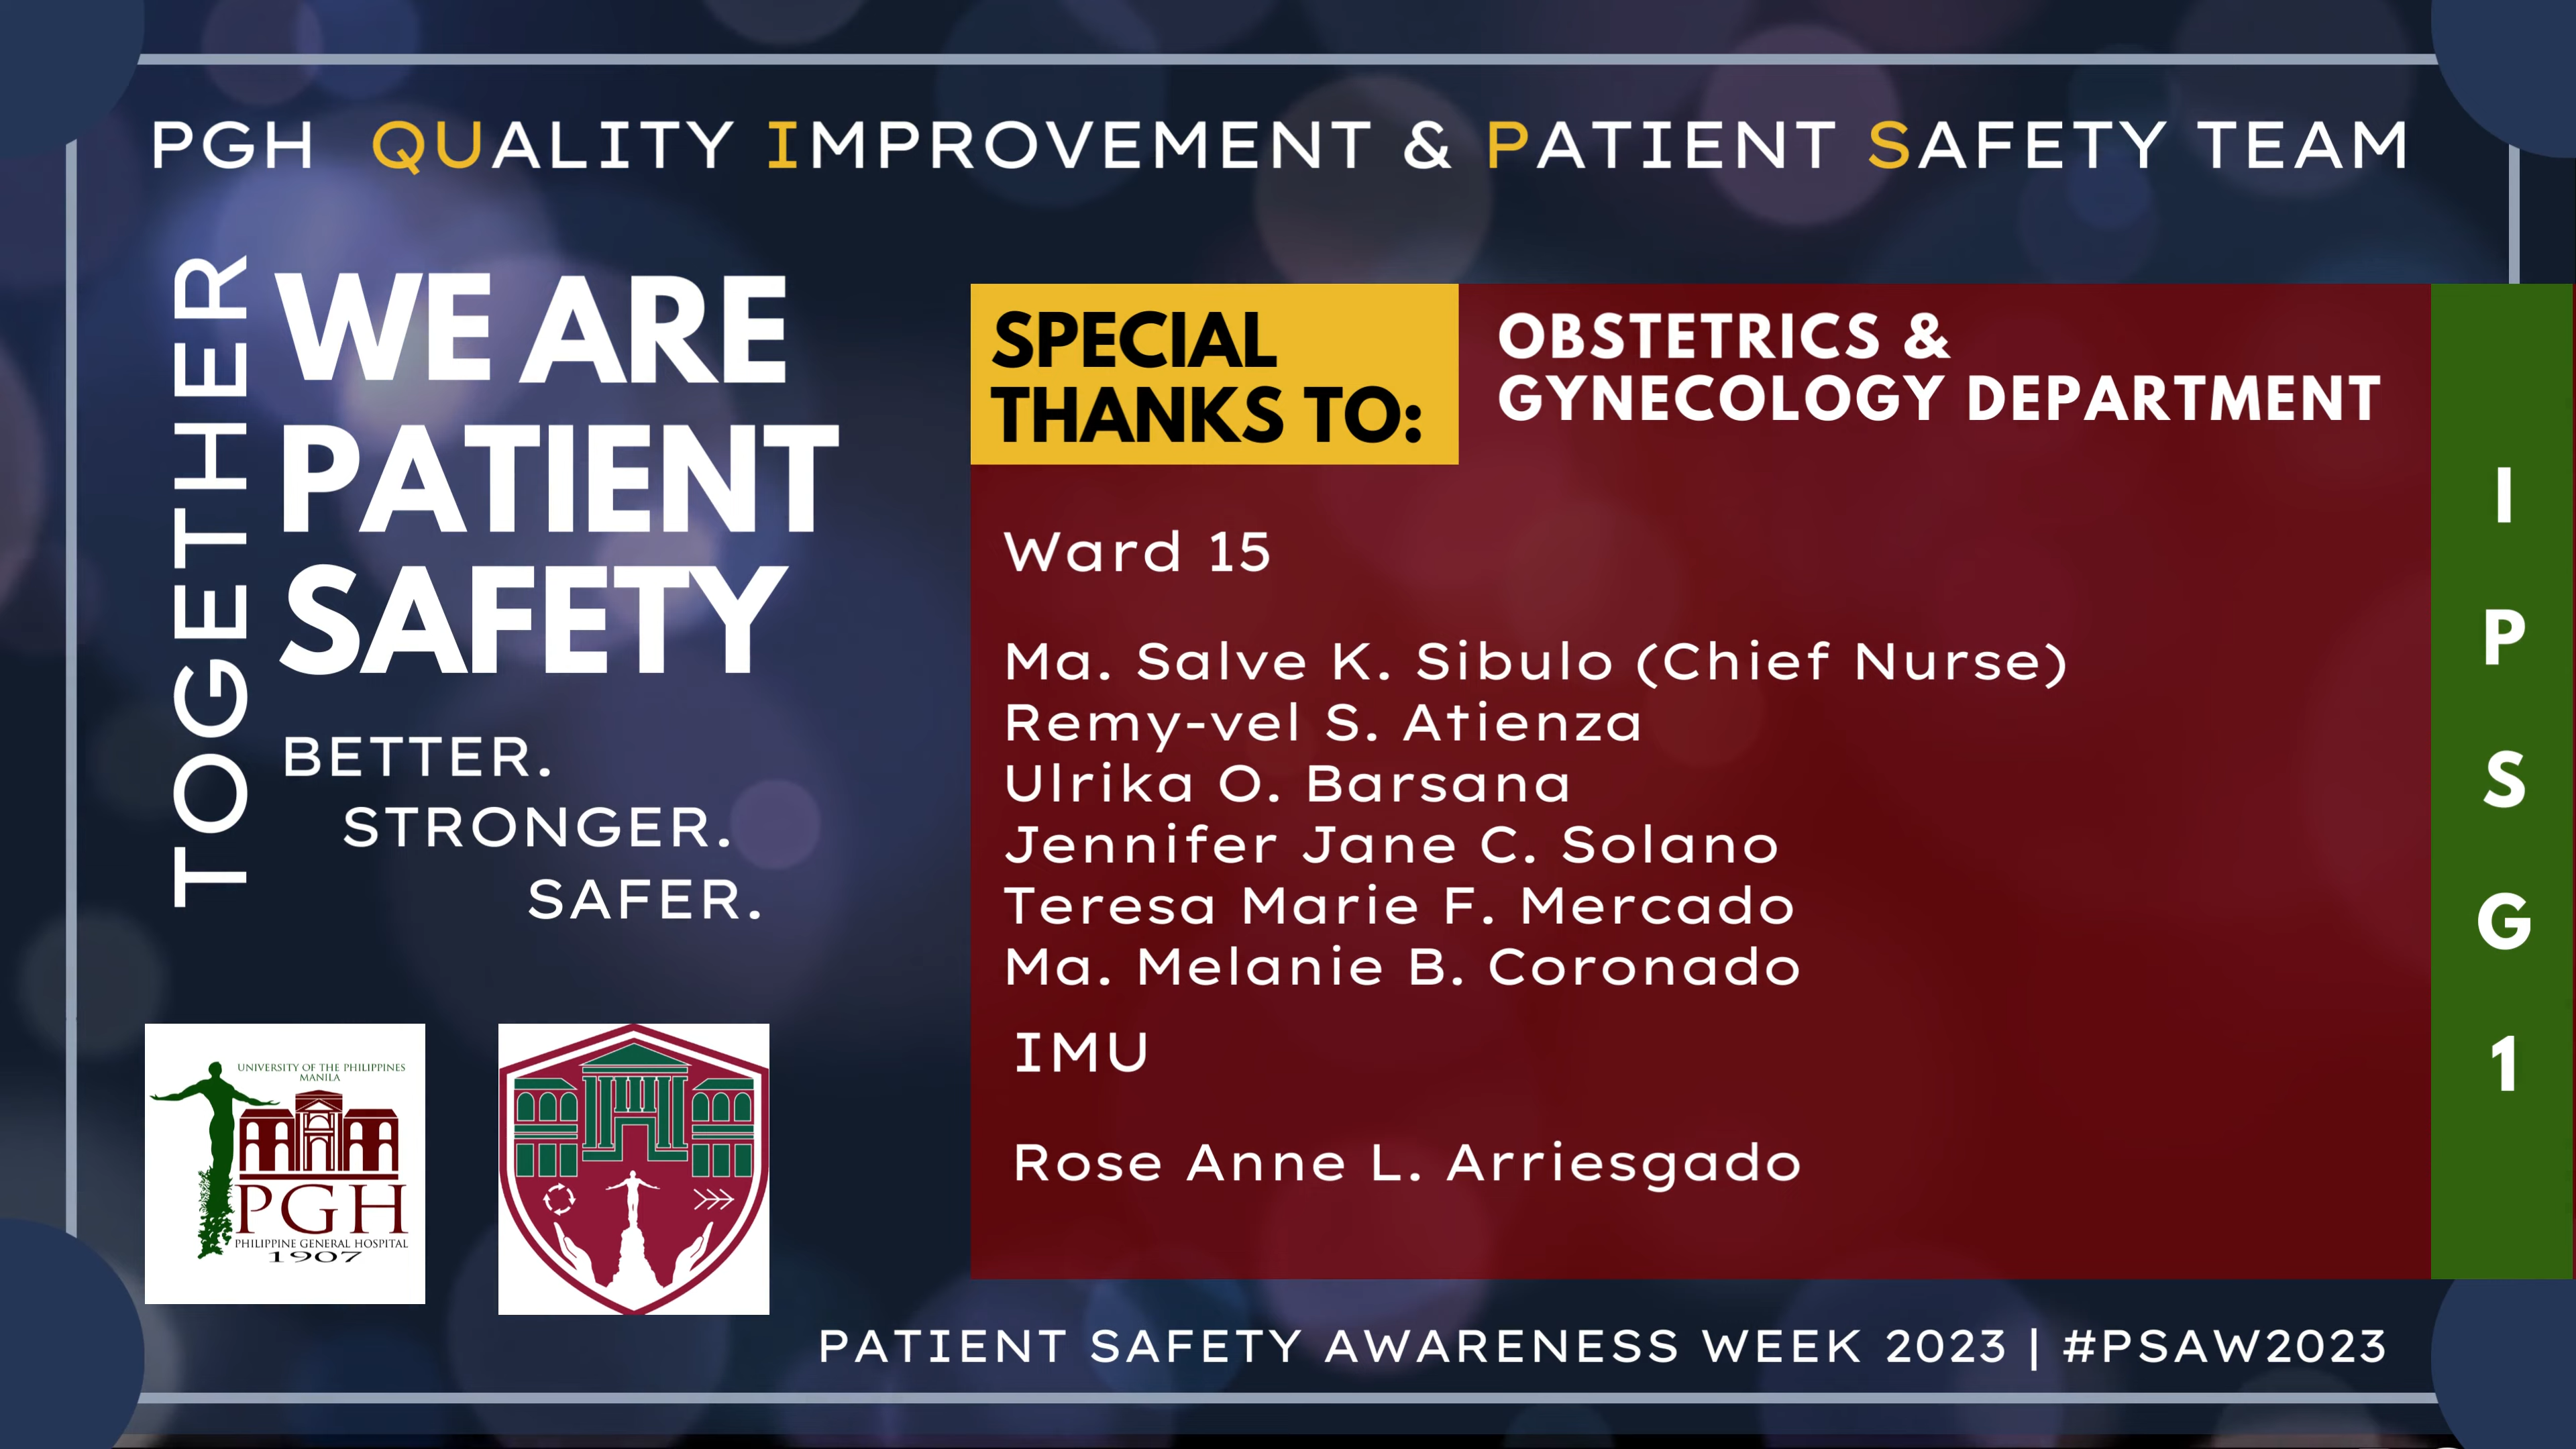 PGH QUALITY IMPROVEMENT & PATIENT SAFETY TEAM
TOGETHER
WE ARE
PATIENT
SAFETY
BETTER.
STRONGER.
SAFER.
UNIVERSITY OF THE PHILIPPINES
MANILA
PGH
PHILIPPINE GENERAL HOSPITAL
1907
SPECIAL
THANKS TO:
OBSTETRICS &
GYNECOLOGY DEPARTMENT
Ward 15
Ma. Salve K. Sibulo (Chief Nurse)
Remy-vel S. Atienza
Ulrika O. Barsana
Jennifer Jane C. Solano
Teresa Marie F. Mercado
Ma. Melanie B. Coronado
IMU
Rose Anne L. Arriesgado
I
P
S
G
1
PATIENT SAFETY AWARENESS WEEK 2023 | #PSAW2023